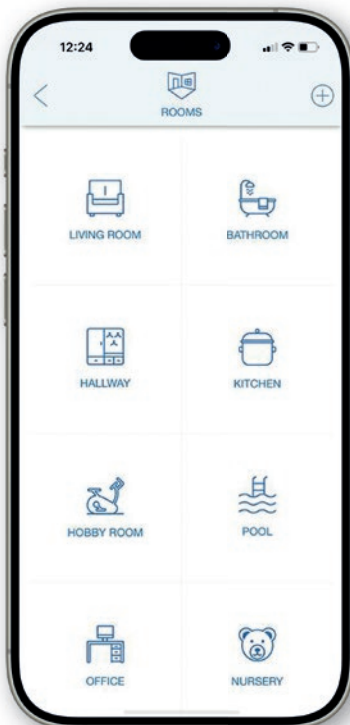 12:24
ROOMS
LIVING ROOM
BATHROOM
HALLWAY
KITCHEN
HOBBY ROOM
POOL
OFFICE
NURSERY